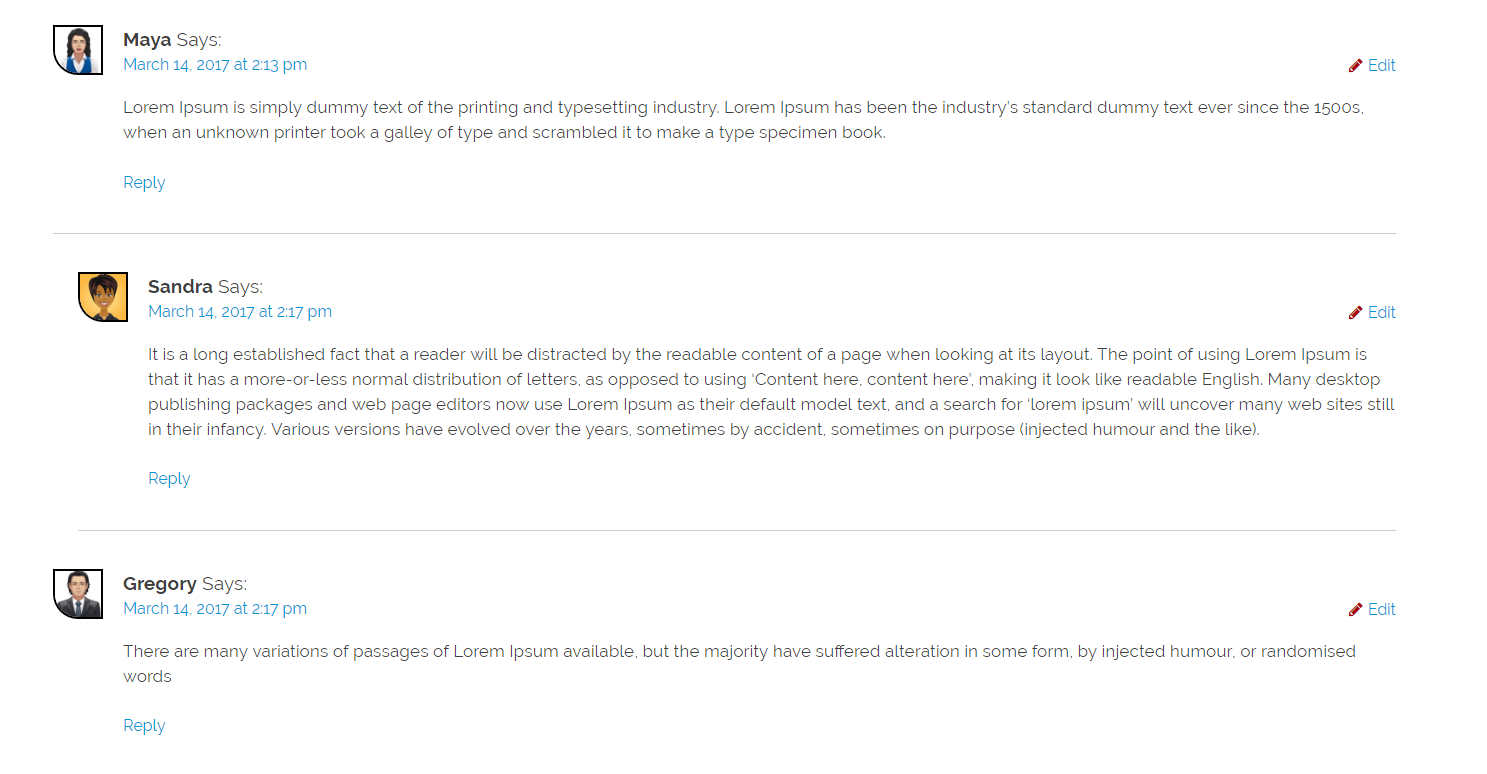 Maya Says:
March 14, 2017 at 2:13 pm
Edit
Lorem Ipsum is simply dummy text of the printing and typesetting industry. Lorem Ipsum has been the industry’s standard dummy text ever since the 1500s,
when an unknown printer took a galley of type and scrambled it to make a type specimen book.
Reply
Sandra Says:
March 14, 2017 at 2:17 pm
Edit
It is a long established fact that a reader will be distracted by the readable content of a page when looking at its layout. The point of using Lorem Ipsum is
that it has a more-or-less normal distribution of letters, as opposed to using ‘Content here, content here’, making it look like readable English. Many desktop
publishing packages and web page editors now use Lorem Ipsum as their default model text, and a search for ‘lorem ipsum’ will uncover many web sites still
in their infancy. Various versions have evolved over the years, sometimes by accident, sometimes on purpose (injected humour and the like).
Reply
Gregory Says:
March 14, 2017 at 2:17 pm
Edit
There are many variations of passages of Lorem Ipsum available, but the majority have suffered alteration in some form, by injected humour, or randomised
words
Reply